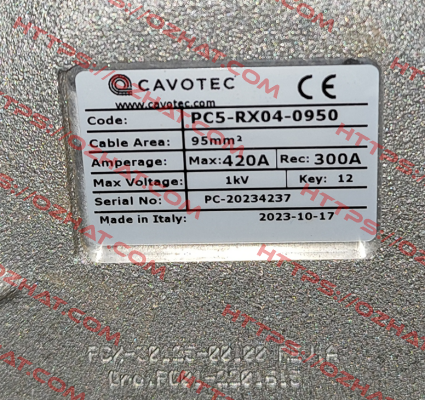 CAVOTEC CE
www.cavotec.com
Code: PC5-RX04-0950
Cable Area: 95mm²
Amperage: Max: 420A Rec: 300A
Max Voltage: 1kV Key: 12
Serial No: PC-20234237
Made in Italy: 2023-10-17
HTTPS://OZHAT.COM